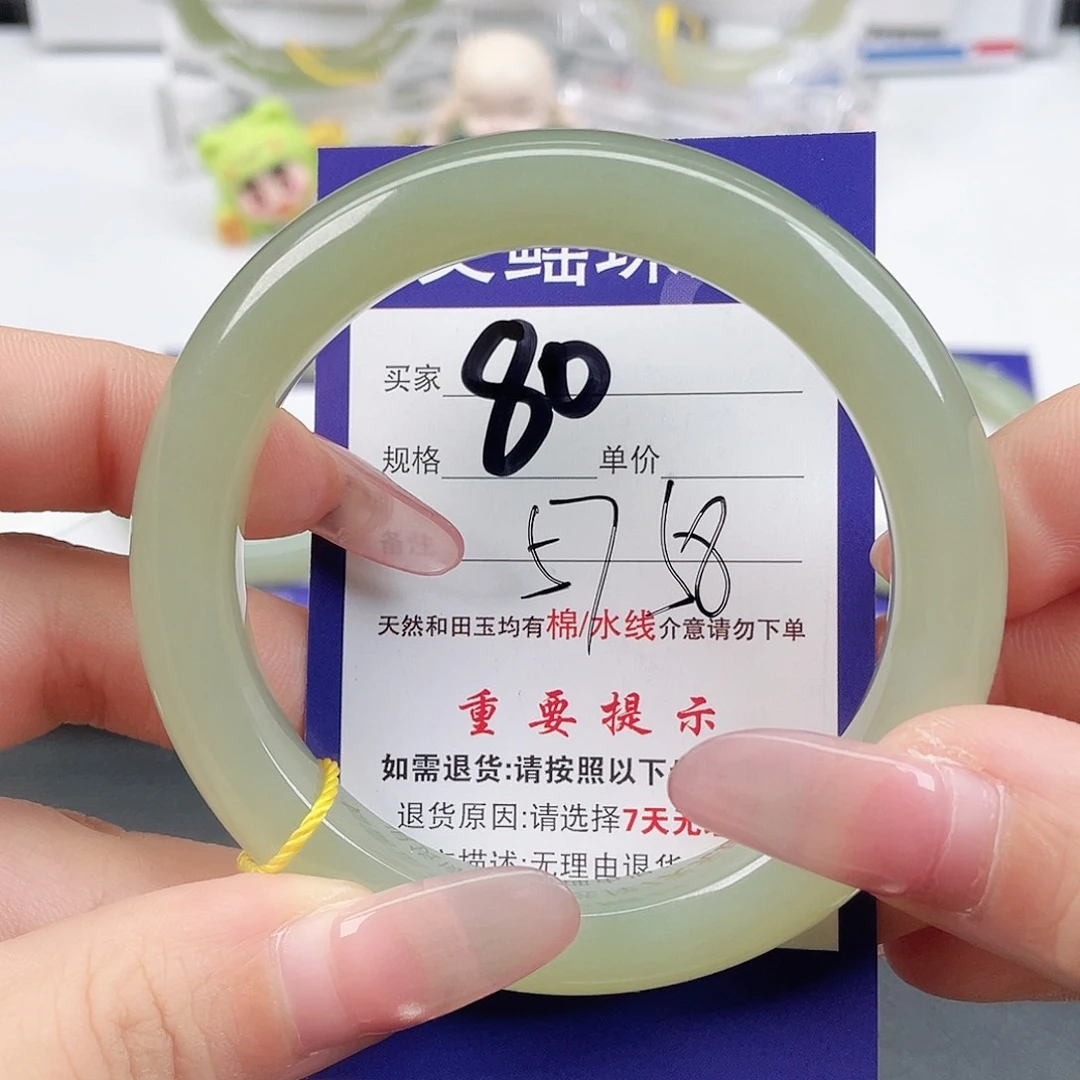 80
买家
规格 单价
57 58
天然和田玉均有棉/水线介意请勿下单
重要提示
如需退货:请按照以下
退货原因:请选择7天无
描述:无理由退货